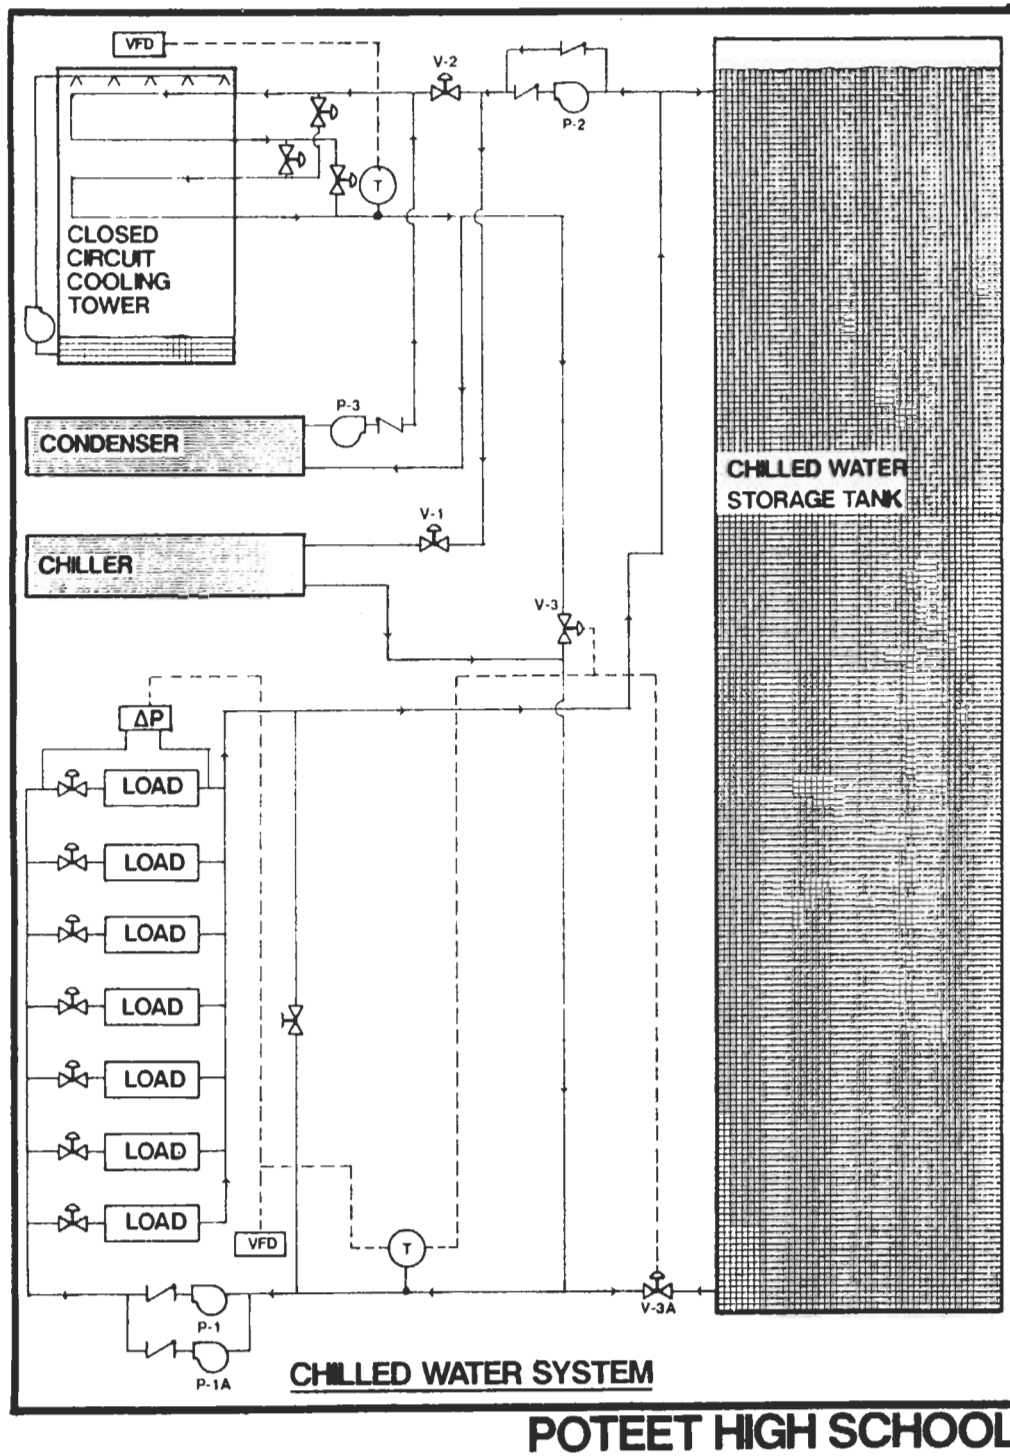 VFD
V-2
P-2
T
CLOSED
CIRCUIT
COOLING
TOWER
P-3
CONDENSER
CHILLED WATER
STORAGE TANK
V-1
CHILLER
V-3
ΔP
LOAD
LOAD
LOAD
LOAD
LOAD
LOAD
LOAD
VFD
T
P-1
V-3A
P-1A
CHILLED WATER SYSTEM
POTEET HIGH SCHOOL